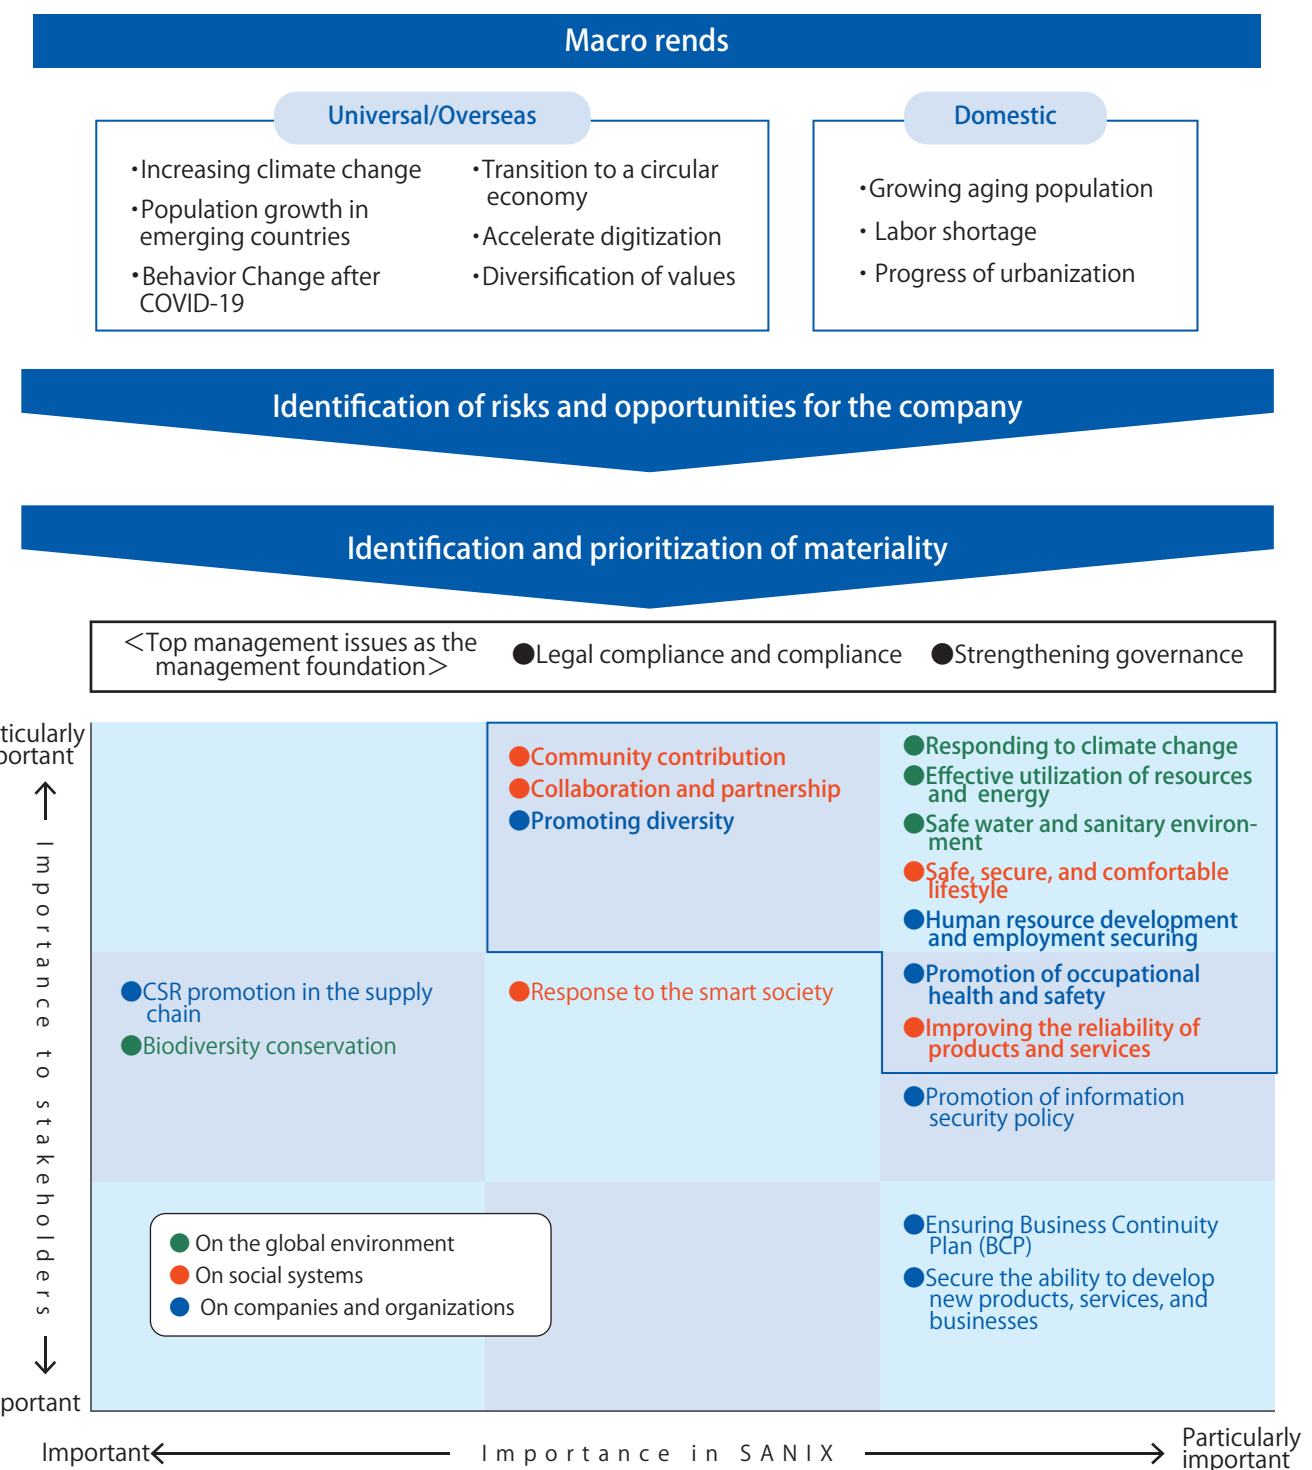 Macro rends
Universal/Overseas
・Increasing climate change
・Population growth in
emerging countries
・Behavior Change after
COVID-19
・Transition to a circular
economy
・Accelerate digitization
・Diversification of values
Domestic
・Growing aging population
・ Labor shortage
・ Progress of urbanization
Identification of risks and opportunities for the company
Identification and prioritization of materiality
＜Top management issues as the
management foundation＞
●Legal compliance and compliance
●Strengthening governance
ticularly
portant
Importance to stakeholders
portant
●Community contribution
●Collaboration and partnership
●Promoting diversity
●Responding to climate change
●Effective utilization of resources
and energy
●Safe water and sanitary environ-
ment
●Safe, secure, and comfortable
lifestyle
●Human resource development
and employment securing
●CSR promotion in the supply
chain
●Biodiversity conservation
●Response to the smart society
●Promotion of occupational
health and safety
●Improving the reliability of
products and services
●Promotion of information
security policy
●On the global environment
●On social systems
●On companies and organizations
●Ensuring Business Continuity
Plan (BCP)
●Secure the ability to develop
new products, services, and
businesses
Important
Importance in SANIX
Particularly
important